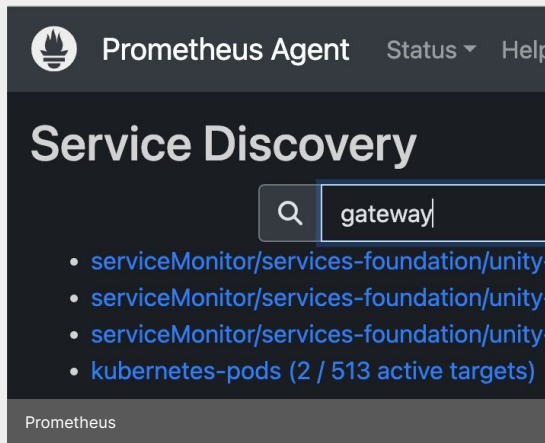 Prometheus Agent Status Help
Service Discovery
gateway
serviceMonitor/services-foundation/unity-
serviceMonitor/services-foundation/unity-
serviceMonitor/services-foundation/unity-
kubernetes-pods (2 / 513 active targets)
Prometheus